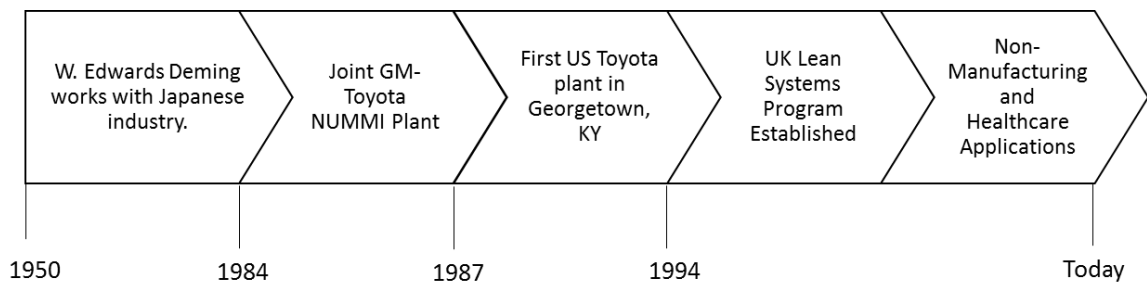 W. Edwards Deming
works with Japanese
industry.
Joint GM-
Toyota
NUMMI Plant
First US Toyota
plant in
Georgetown,
KY
UK Lean
Systems
Program
Established
Non-
Manufacturing
and
Healthcare
Applications
1950
1984
1987
1994
Today